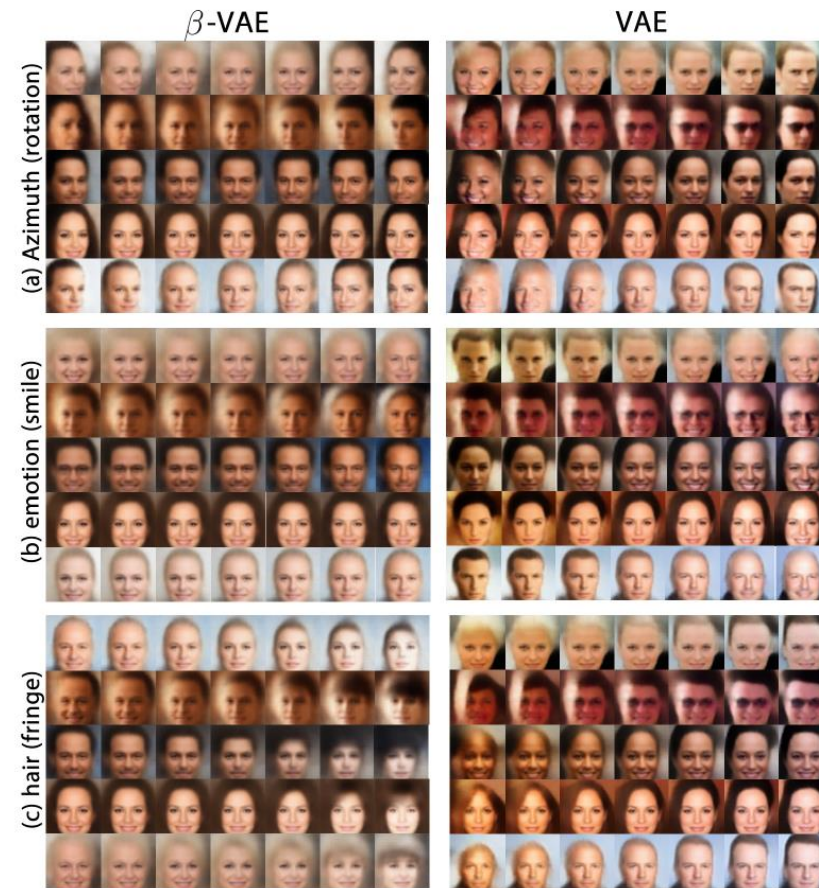 β-VAE
VAE
(a) Azimuth (rotation)
(b) emotion (smile)
(c) hair (fringe)